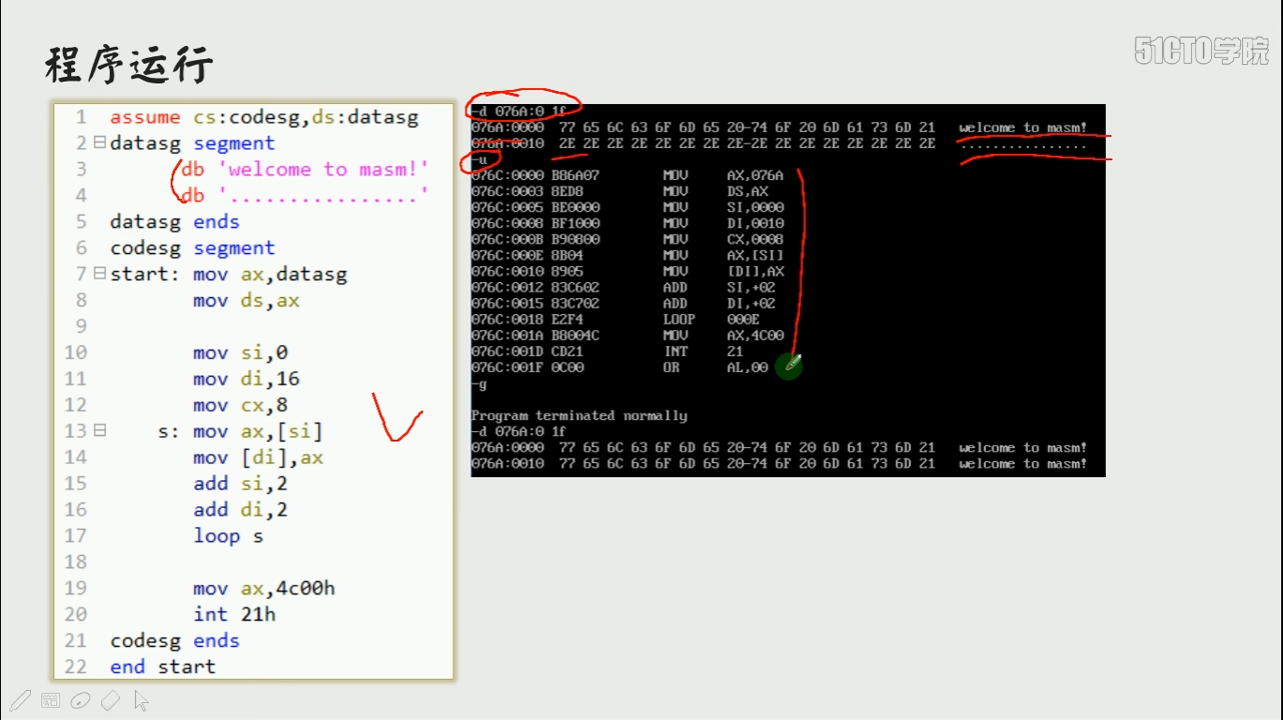 程序运行
51CTO学院
1 assume cs:codesg,ds:datasg
2 datasg segment
3 db 'welcome to masm!'
4 db '................'
5 datasg ends
6 codesg segment
7 start: mov ax,datasg
8 mov ds,ax
9
10 mov si,0
11 mov di,16
12 mov cx,8
13 s: mov ax,[si]
14 mov [di],ax
15 add si,2
16 add di,2
17 loop s
18
19 mov ax,4c00h
20 int 21h
21 codesg ends
22 end start
-d 076A:0 1f
076A:0000 77 65 6C 63 6F 6D 65 20-74 6F 20 6D 61 73 6D 21 welcome to masm!
076A:0010 2E 2E 2E 2E 2E 2E 2E 2E-2E 2E 2E 2E 2E 2E 2E 2E ................
-u
076C:0000 B86A07 MOV AX,076A
076C:0003 8ED8 MOV DS,AX
076C:0005 BE0000 MOV SI,0000
076C:0008 BF1000 MOV DI,0010
076C:000B B90800 MOV CX,0008
076C:000E 8B04 MOV AX,[SI]
076C:0010 8905 MOV [DI],AX
076C:0012 83C602 ADD SI,+02
076C:0015 83C702 ADD DI,+02
076C:0018 E2F4 LOOP 000E
076C:001A B8004C MOV AX,4C00
076C:001D CD21 INT 21
076C:001F 0C00 OR AL,00
-g
Program terminated normally
-d 076A:0 1f
076A:0000 77 65 6C 63 6F 6D 65 20-74 6F 20 6D 61 73 6D 21 welcome to masm!
076A:0010 77 65 6C 63 6F 6D 65 20-74 6F 20 6D 61 73 6D 21 welcome to masm!